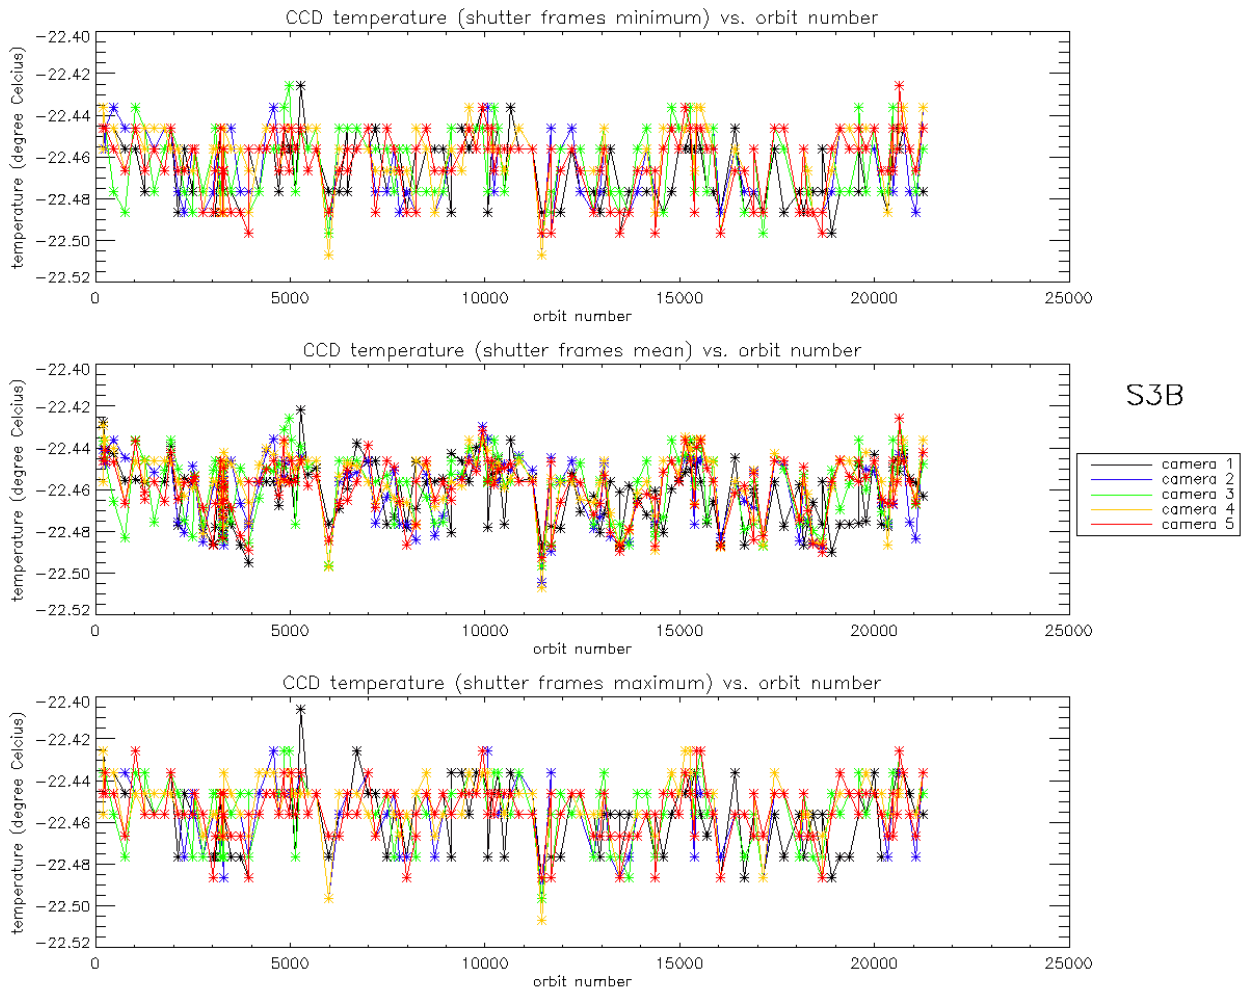 CCD temperature (shutter frames minimum) vs. orbit number
temperature (degree Celcius)
-22.40
-22.42
-22.44
-22.46
-22.48
-22.50
-22.52
0 5000 10000 15000 20000 25000
orbit number
CCD temperature (shutter frames mean) vs. orbit number
temperature (degree Celcius)
-22.40
-22.42
-22.44
-22.46
-22.48
-22.50
-22.52
0 5000 10000 15000 20000 25000
orbit number
S3B
camera 1
camera 2
camera 3
camera 4
camera 5
CCD temperature (shutter frames maximum) vs. orbit number
temperature (degree Celcius)
-22.40
-22.42
-22.44
-22.46
-22.48
-22.50
-22.52
0 5000 10000 15000 20000 25000
orbit number